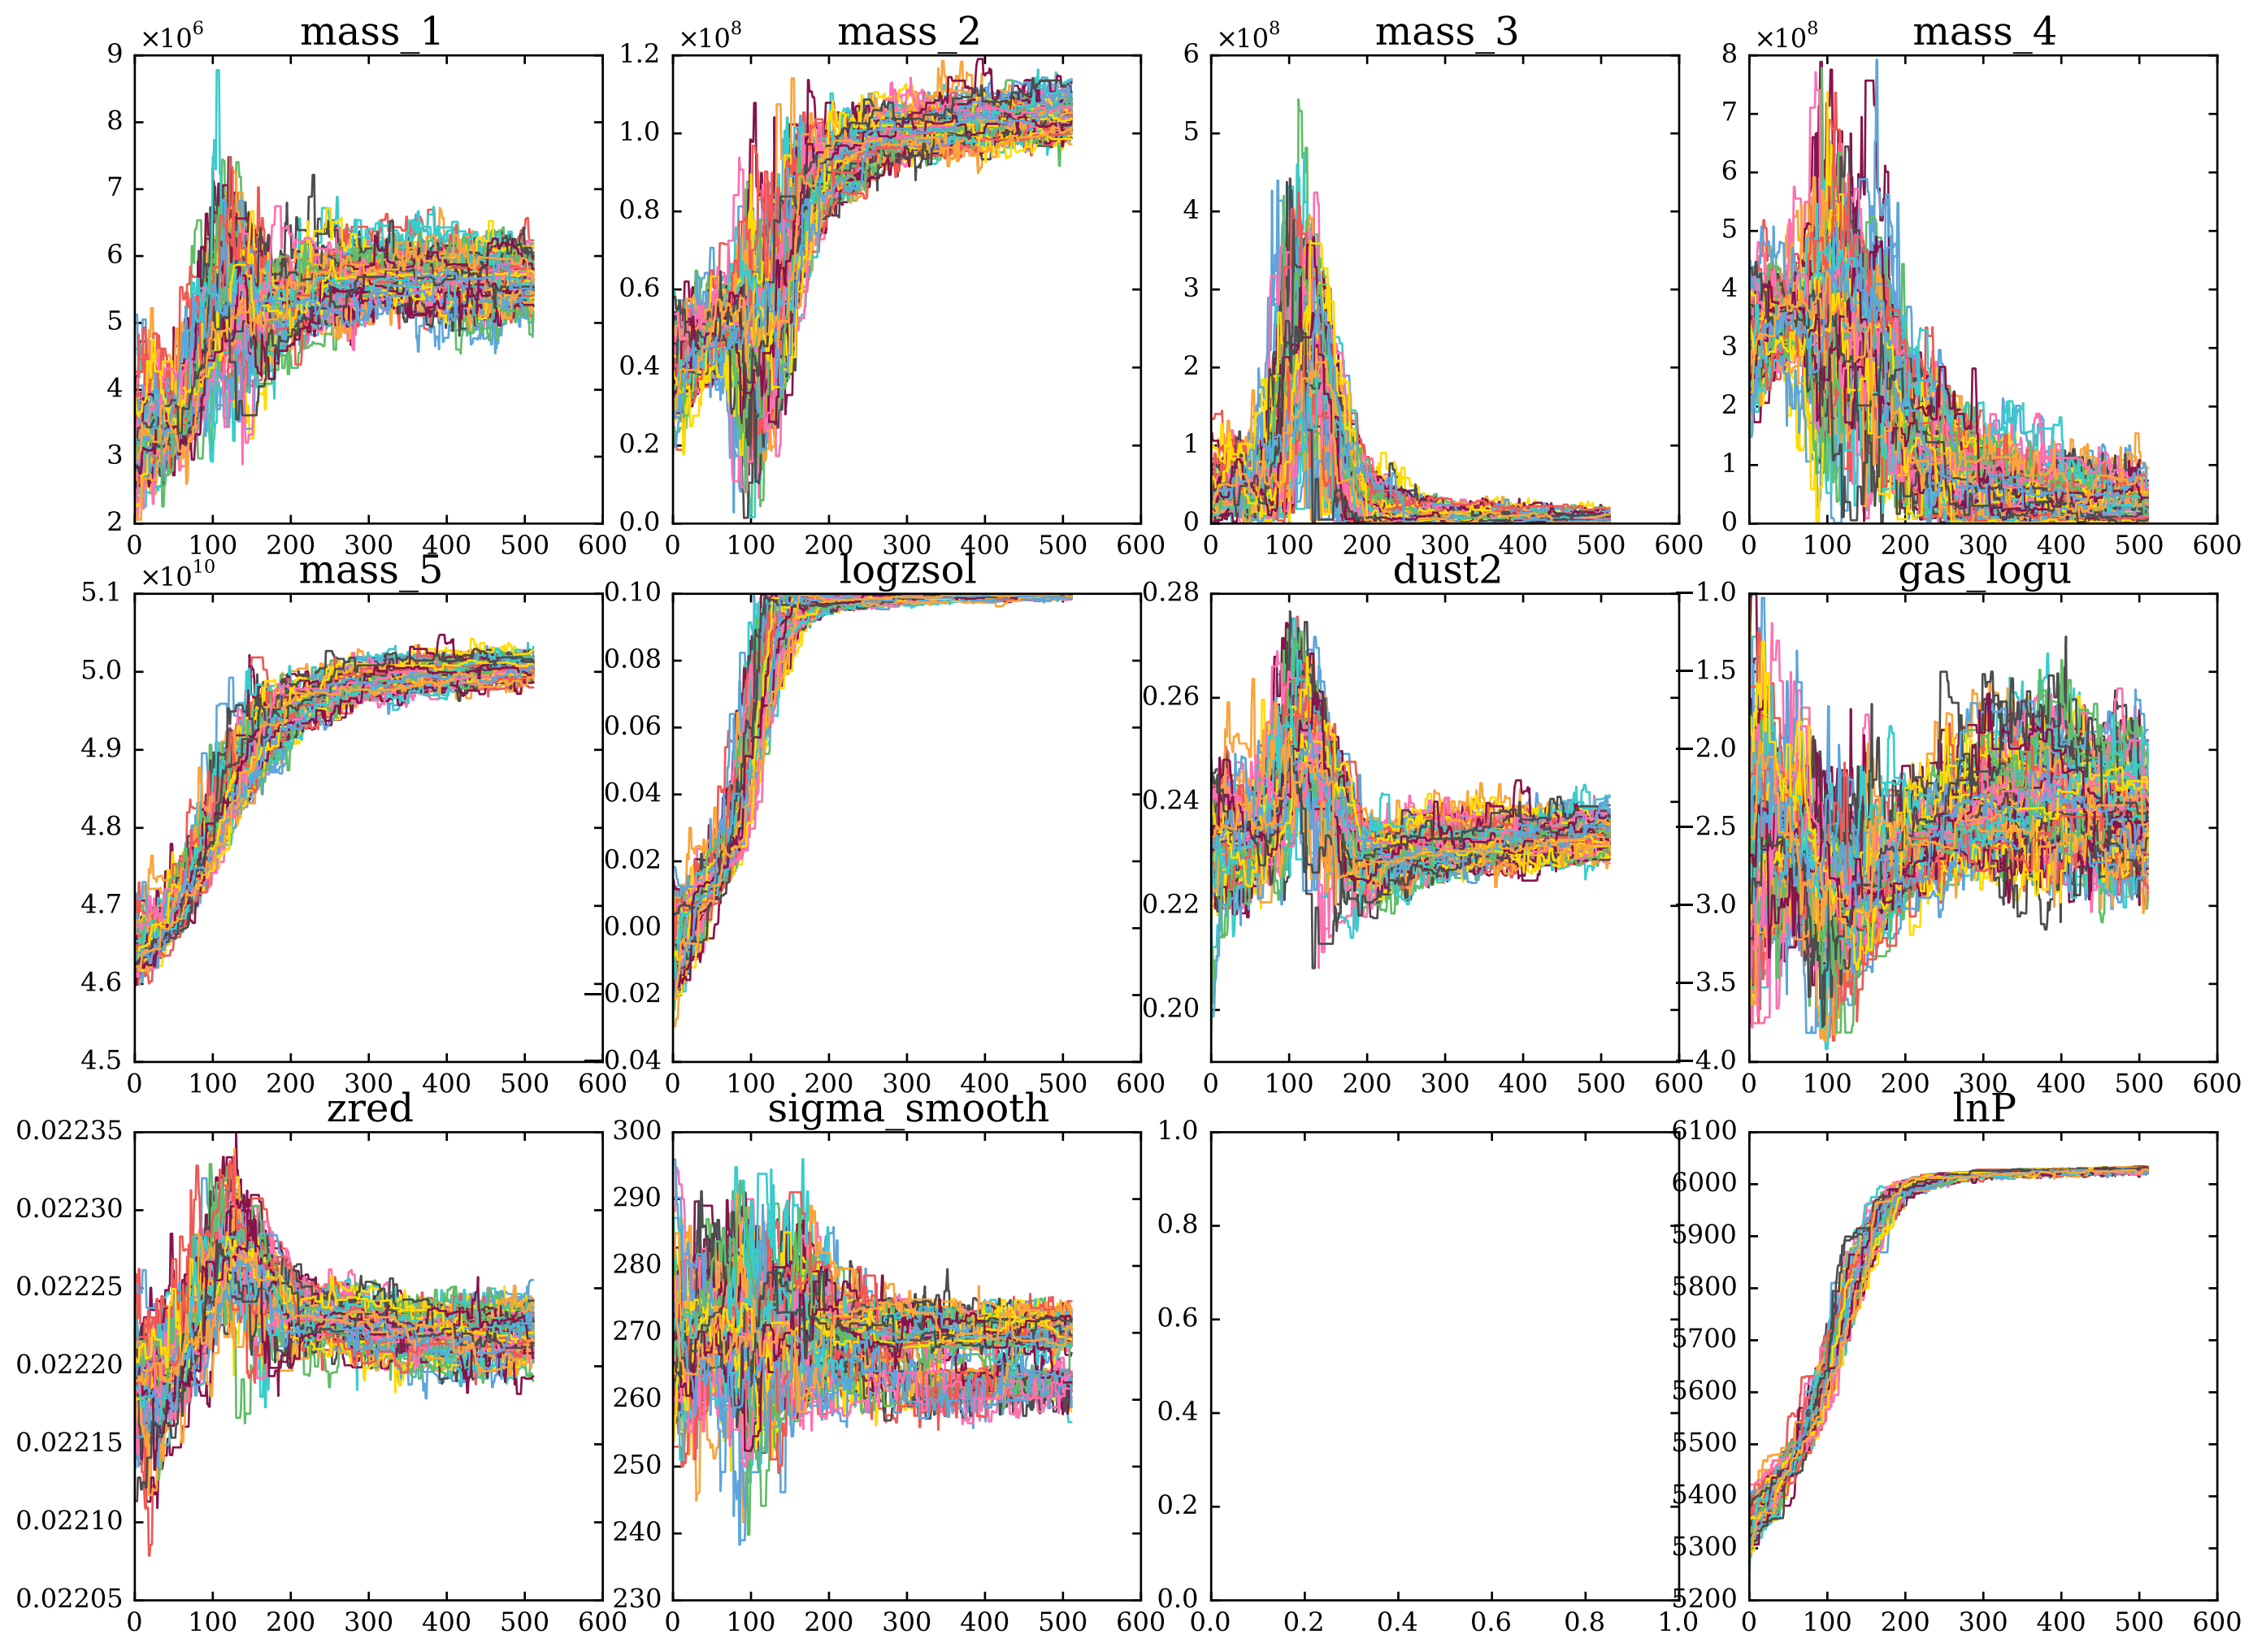 ×10⁶ mass_1 ×10⁸ mass_2 ×10⁸ mass_3 ×10⁸ mass_4
9 1.2 6 8
8 1.0 5 7
7 0.8 4 6
6 0.6 3 5
5 0.4 2 4
4 0.2 1 3
3 0.0 0 2
2 1
0
0 100 200 300 400 500 600 0 100 200 300 400 500 600 0 100 200 300 400 500 600 0 100 200 300 400 500 600
×10¹⁰ mass_5 logzsol dust2 gas_logu
5.1 0.10 0.28 −1.0
5.0 0.08 0.26 −1.5
4.9 0.06 0.24 −2.0
4.8 0.04 0.22 −2.5
4.7 0.02 0.20 −3.0
4.6 0.00 −3.5
4.5 −0.02 −4.0
−0.04
0 100 200 300 400 500 600 0 100 200 300 400 500 600 0 100 200 300 400 500 600 0 100 200 300 400 500 600
zred sigma_smooth lnP
0.02235 300 1.0 6100
0.02230 290 0.8 6000
0.02225 280 0.6 5900
0.02220 270 0.4 5800
0.02215 260 0.2 5700
0.02210 250 0.0 5600
0.02205 240 5500
230 5400
5300
5200
0 100 200 300 400 500 600 0 100 200 300 400 500 600 0.0 0.2 0.4 0.6 0.8 1.0 0 100 200 300 400 500 600